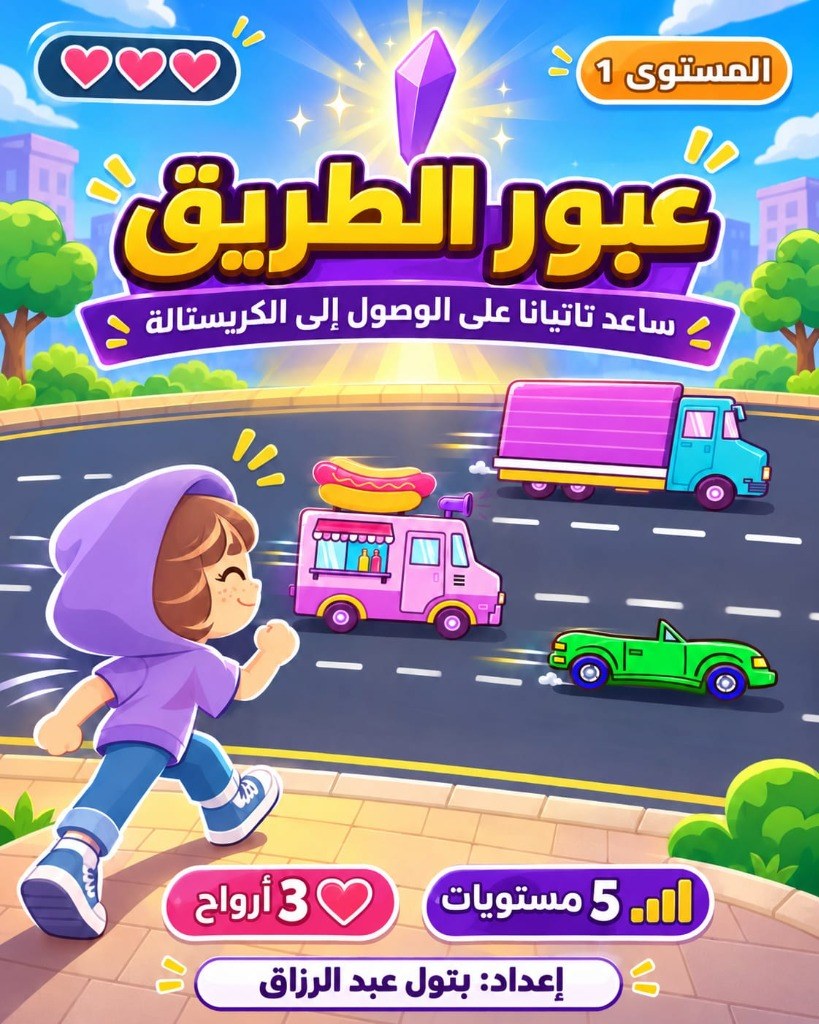 المستوى 1
عبور الطريق
ساعد تاتيانا على الوصول إلى الكريستالة
5 مستويات
3 أرواح
إعداد: بتول عبد الرزاق